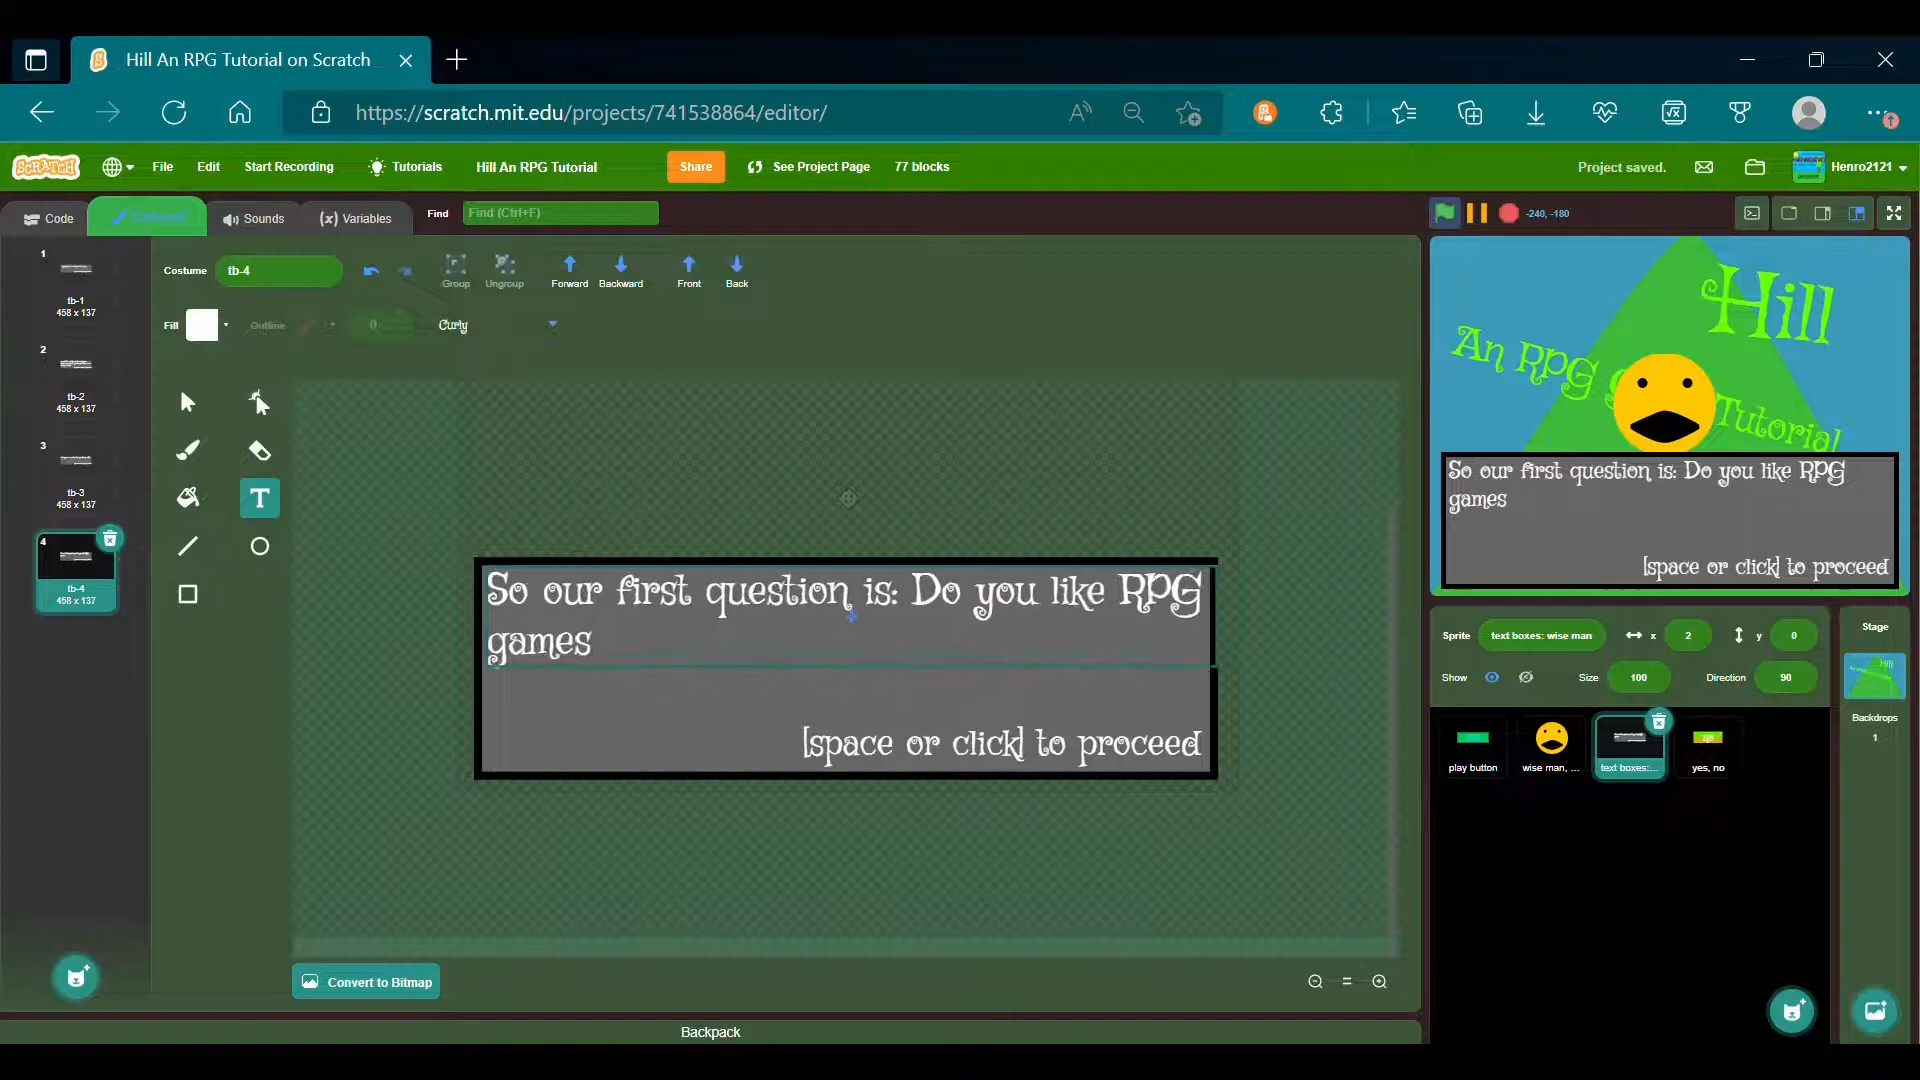 Hill An RPG Tutorial on Scratch
https://scratch.mit.edu/projects/741538864/editor/
SCRATCH File Edit Start Recording Tutorials Hill An RPG Tutorial Share See Project Page 77 blocks Project saved. Henro2121
Code Costumes Sounds (x) Variables Find Find (Ctrl+F) -240, -180
Costume tb-4 Group Ungroup Forward Backward Front Back
Fill Outline 0 Curly
1
tb-1
458 x 137
2
tb-2
458 x 137
3
tb-3
458 x 137
4
tb-4
458 x 137
T
So our first question is: Do you like RPG
games
[space or click] to proceed
Convert to Bitmap
Backpack
Hill
An RPG
Tutorial
So our first question is: Do you like RPG
games
[space or click] to proceed
Sprite text boxes: wise man x 2 y 0
Show Size 100 Direction 90
play button
wise man, ...
text boxes:...
yes, no
Stage
Backdrops
1